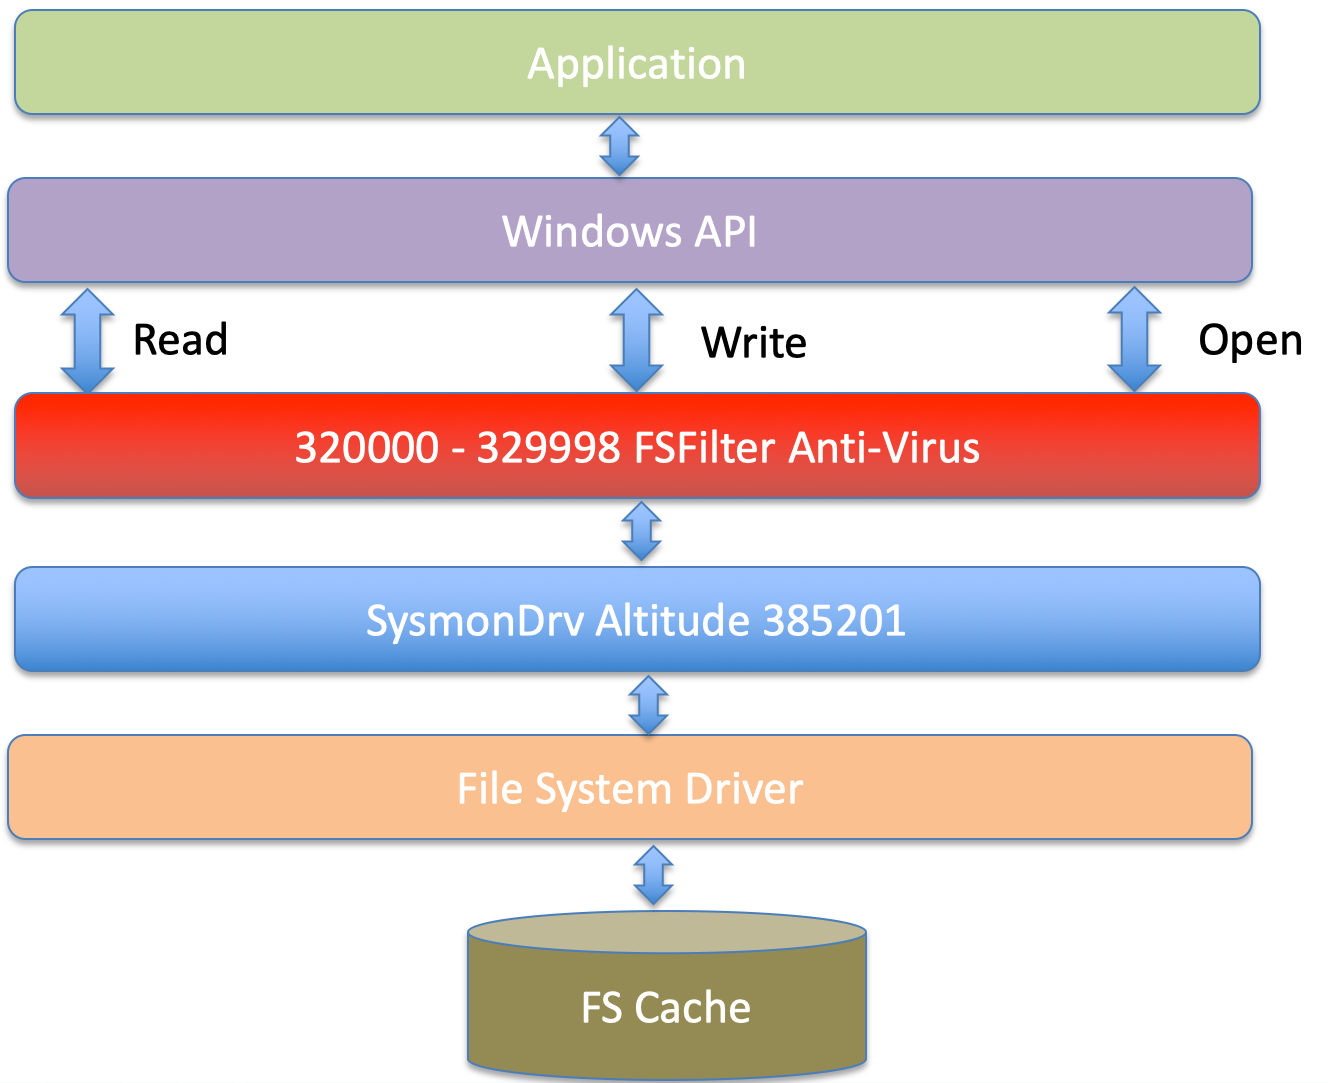 Application
Windows API
Read
Write
Open
320000 - 329998 FSFilter Anti-Virus
SysmonDrv Altitude 385201
File System Driver
FS Cache